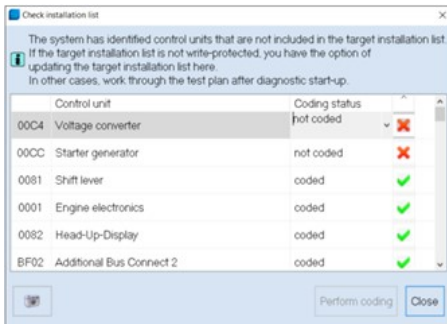 Check installation list
The system has identified control units that are not included in the target installation list.
If the target installation list is not write-protected, you have the option of
updating the target installation list here.
In other cases, work through the test plan after diagnostic start-up.
Control unit Coding status
00C4 Voltage converter not coded
00CC Starter generator not coded
0081 Shift lever coded
0001 Engine electronics coded
0082 Head-Up-Display coded
BF02 Additional Bus Connect 2 coded
Perform coding Close